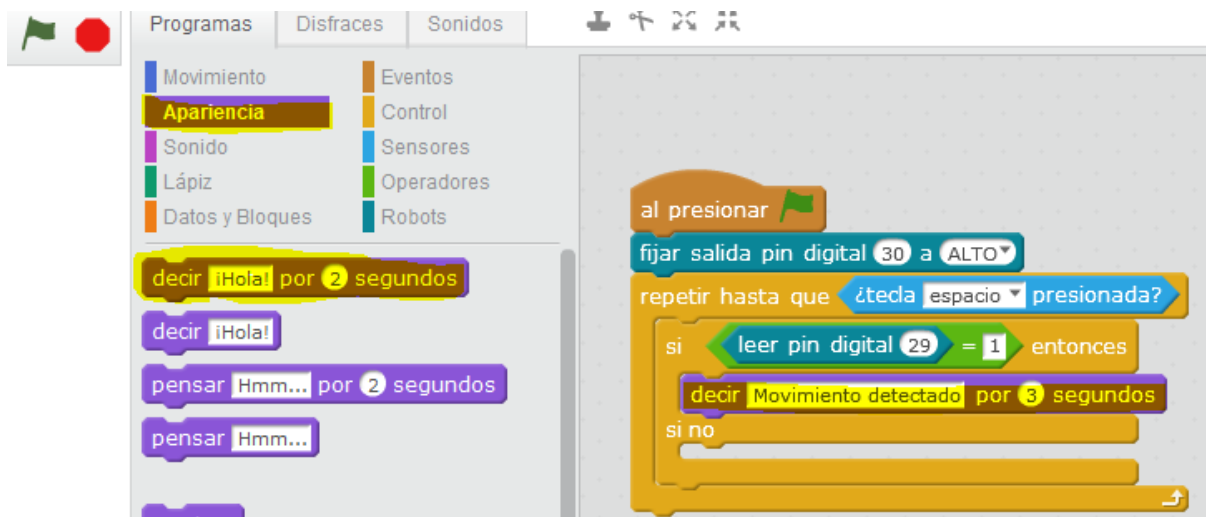 Programas Disfraces Sonidos
Movimiento Eventos
Apariencia Control
Sonido Sensores
Lápiz Operadores
Datos y Bloques Robots
decir ¡Hola! por 2 segundos
decir ¡Hola!
pensar Hmm... por 2 segundos
pensar Hmm...
al presionar
fijar salida pin digital 30 a ALTO
repetir hasta que ¿tecla espacio presionada?
si leer pin digital 29 = 1 entonces
decir Movimiento detectado por 3 segundos
si no